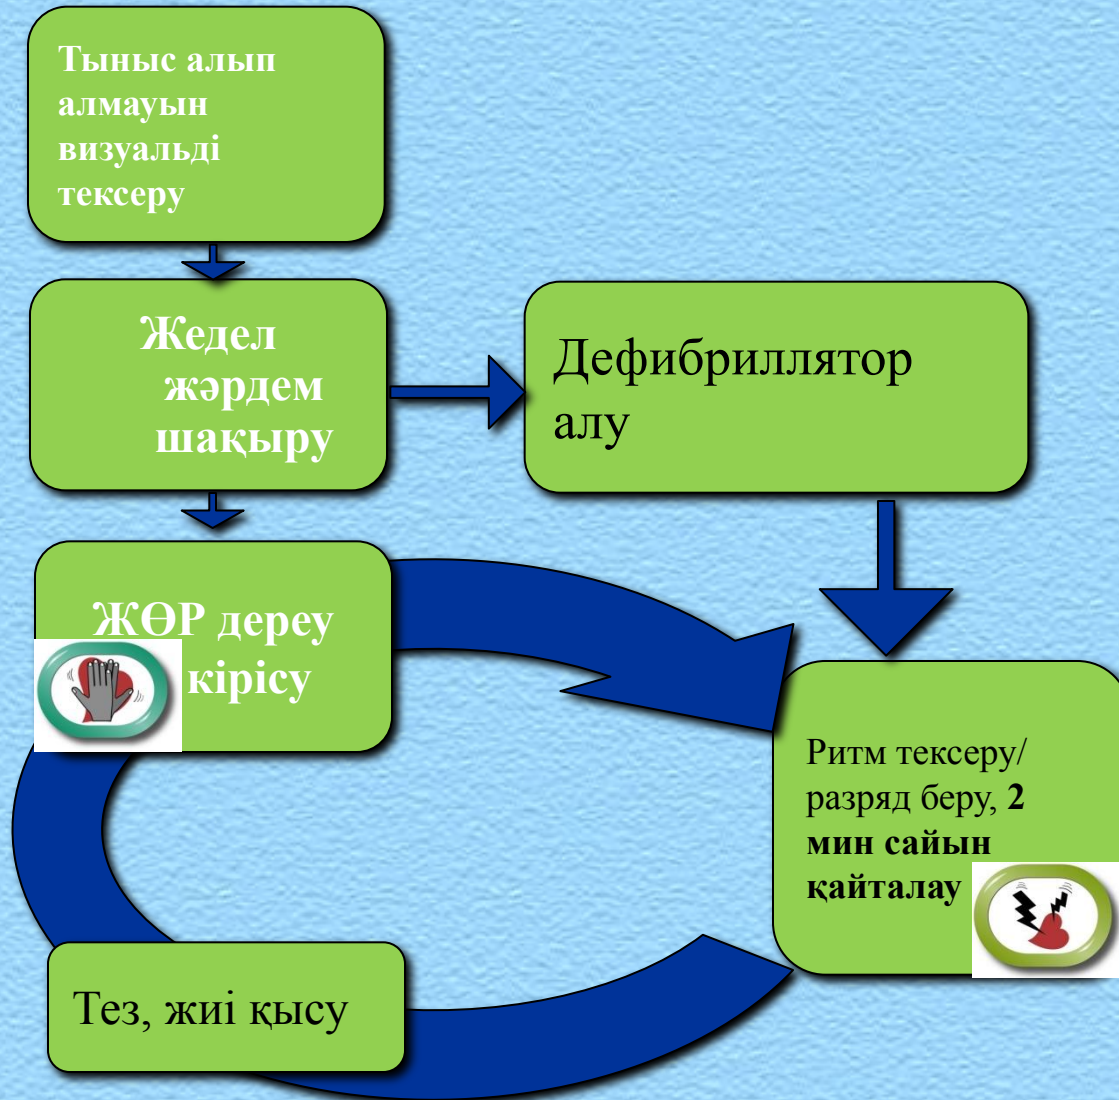 Тыныс алып
алмауын
визуальді
тексеру
Жедел
жәрдем
шақыру
Дефибриллятор
алу
ЖӨР дереу
кірісу
Ритм тексеру/
разряд беру, 2
мин сайын
қайталау
Тез, жиі қысу